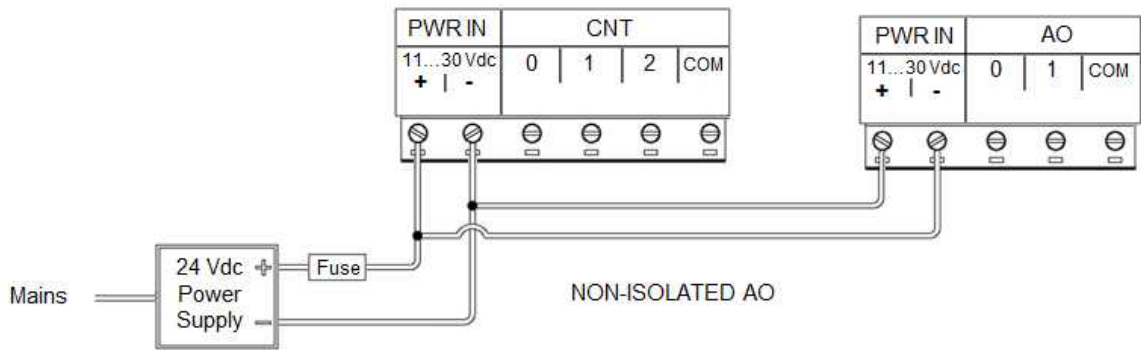 PWR IN CNT
11...30 Vdc 0 1 2 COM
+ | -
PWR IN AO
11...30 Vdc 0 1 COM
+ | -
24 Vdc +
Power
Supply -
Fuse
Mains
NON-ISOLATED AO